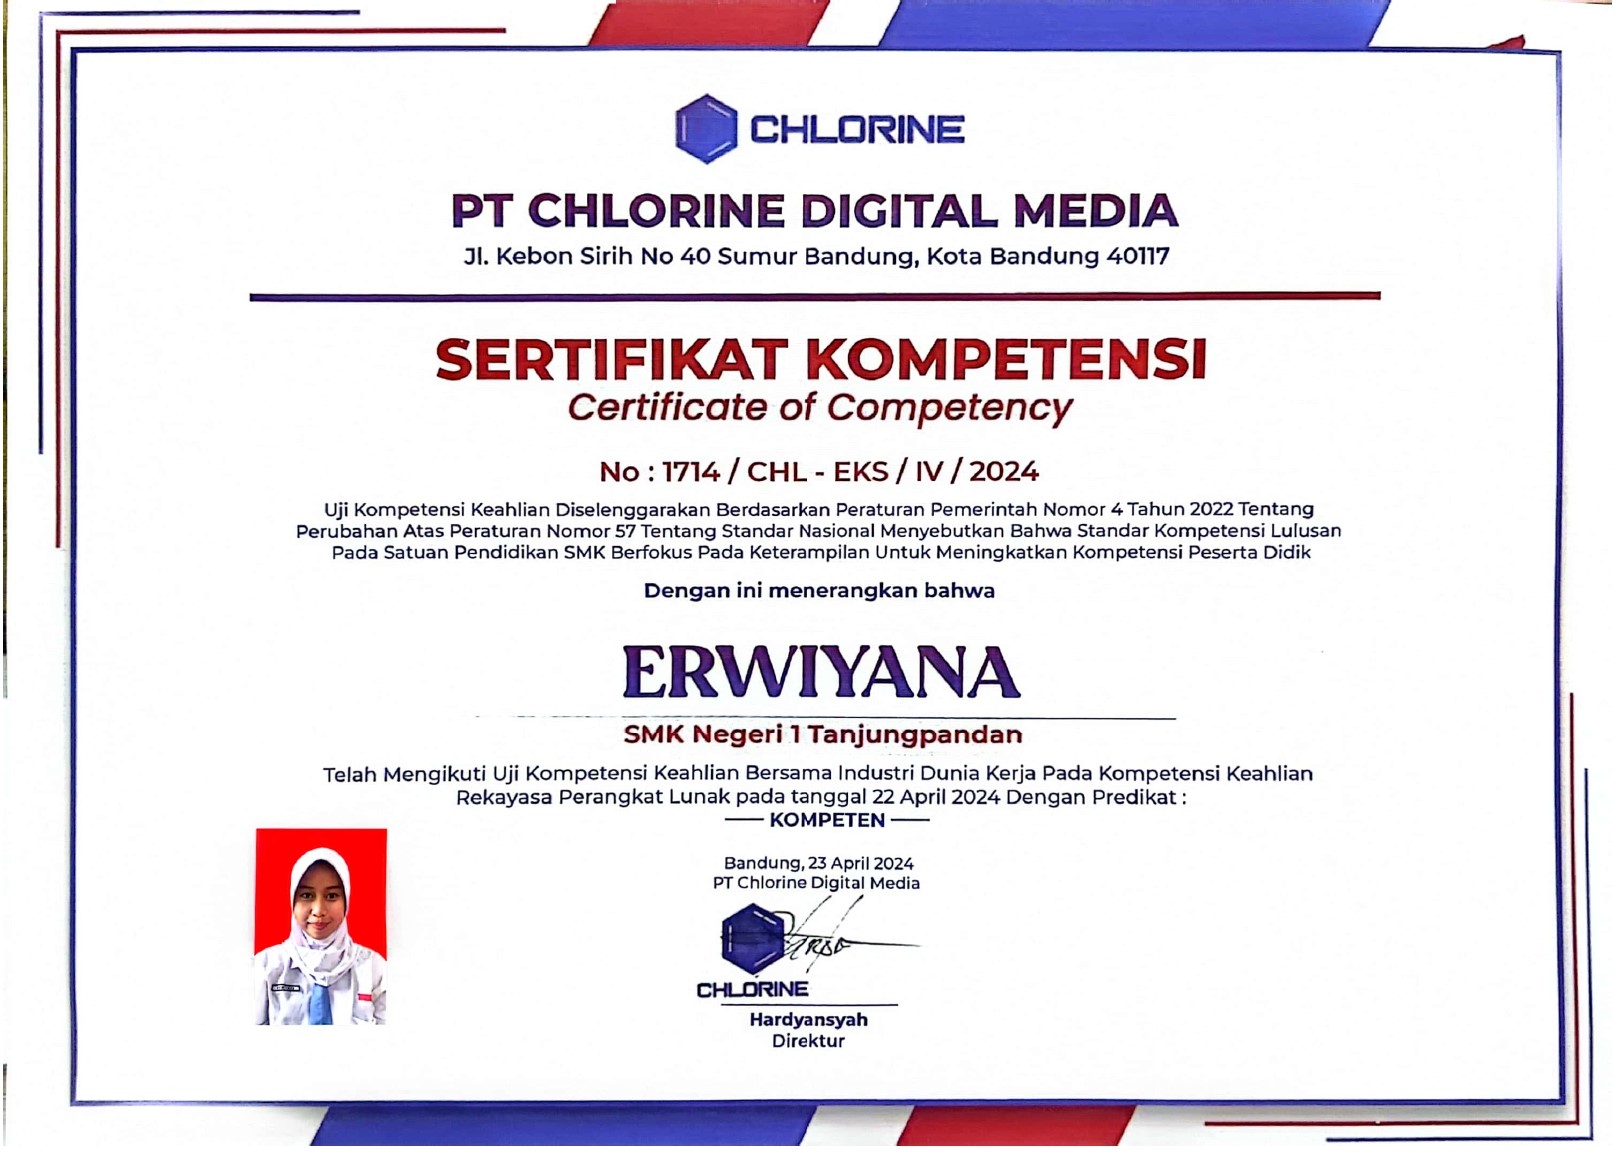 CHLORINE
PT CHLORINE DIGITAL MEDIA
Jl. Kebon Sirih No 40 Sumur Bandung, Kota Bandung 40117
SERTIFIKAT KOMPETENSI
Certificate of Competency
No : 1714 / CHL - EKS / IV / 2024
Uji Kompetensi Keahlian Diselenggarakan Berdasarkan Peraturan Pemerintah Nomor 4 Tahun 2022 Tentang
Perubahan Atas Peraturan Nomor 57 Tentang Standar Nasional Menyebutkan Bahwa Standar Kompetensi Lulusan
Pada Satuan Pendidikan SMK Berfokus Pada Keterampilan Untuk Meningkatkan Kompetensi Peserta Didik
Dengan ini menerangkan bahwa
ERWIYANA
SMK Negeri 1 Tanjungpandan
Telah Mengikuti Uji Kompetensi Keahlian Bersama Industri Dunia Kerja Pada Kompetensi Keahlian
Rekayasa Perangkat Lunak pada tanggal 22 April 2024 Dengan Predikat :
KOMPETEN
Bandung, 23 April 2024
PT Chlorine Digital Media
CHLORINE
Hardyansyah
Direktur